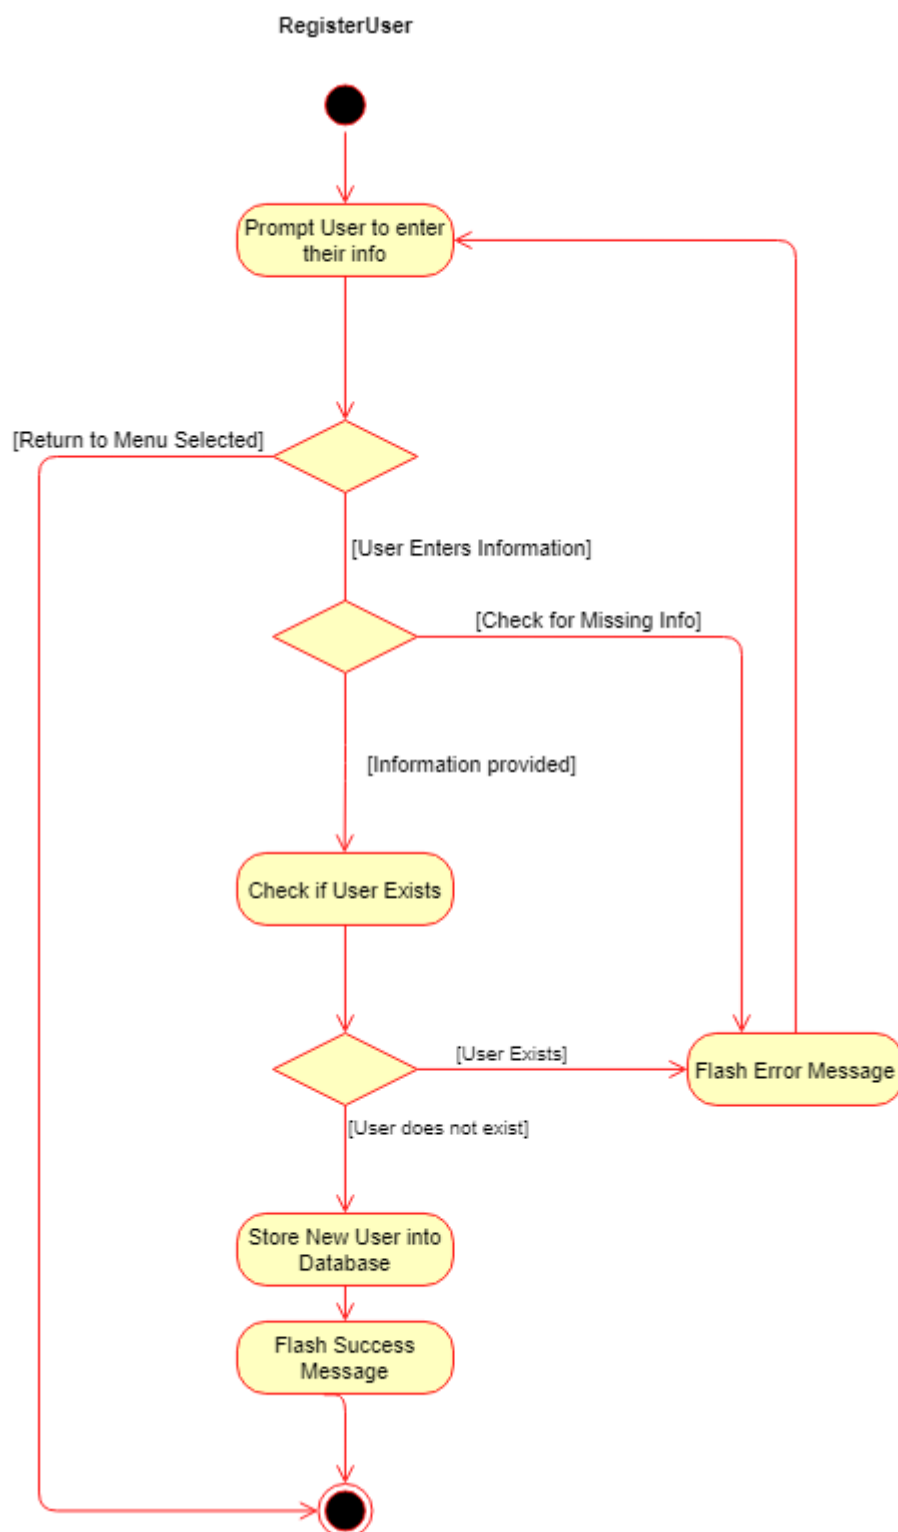 RegisterUser
Prompt User to enter
their info
[Return to Menu Selected]
[User Enters Information]
[Check for Missing Info]
[Information provided]
Check if User Exists
[User Exists]
Flash Error Message
[User does not exist]
Store New User into
Database
Flash Success
Message